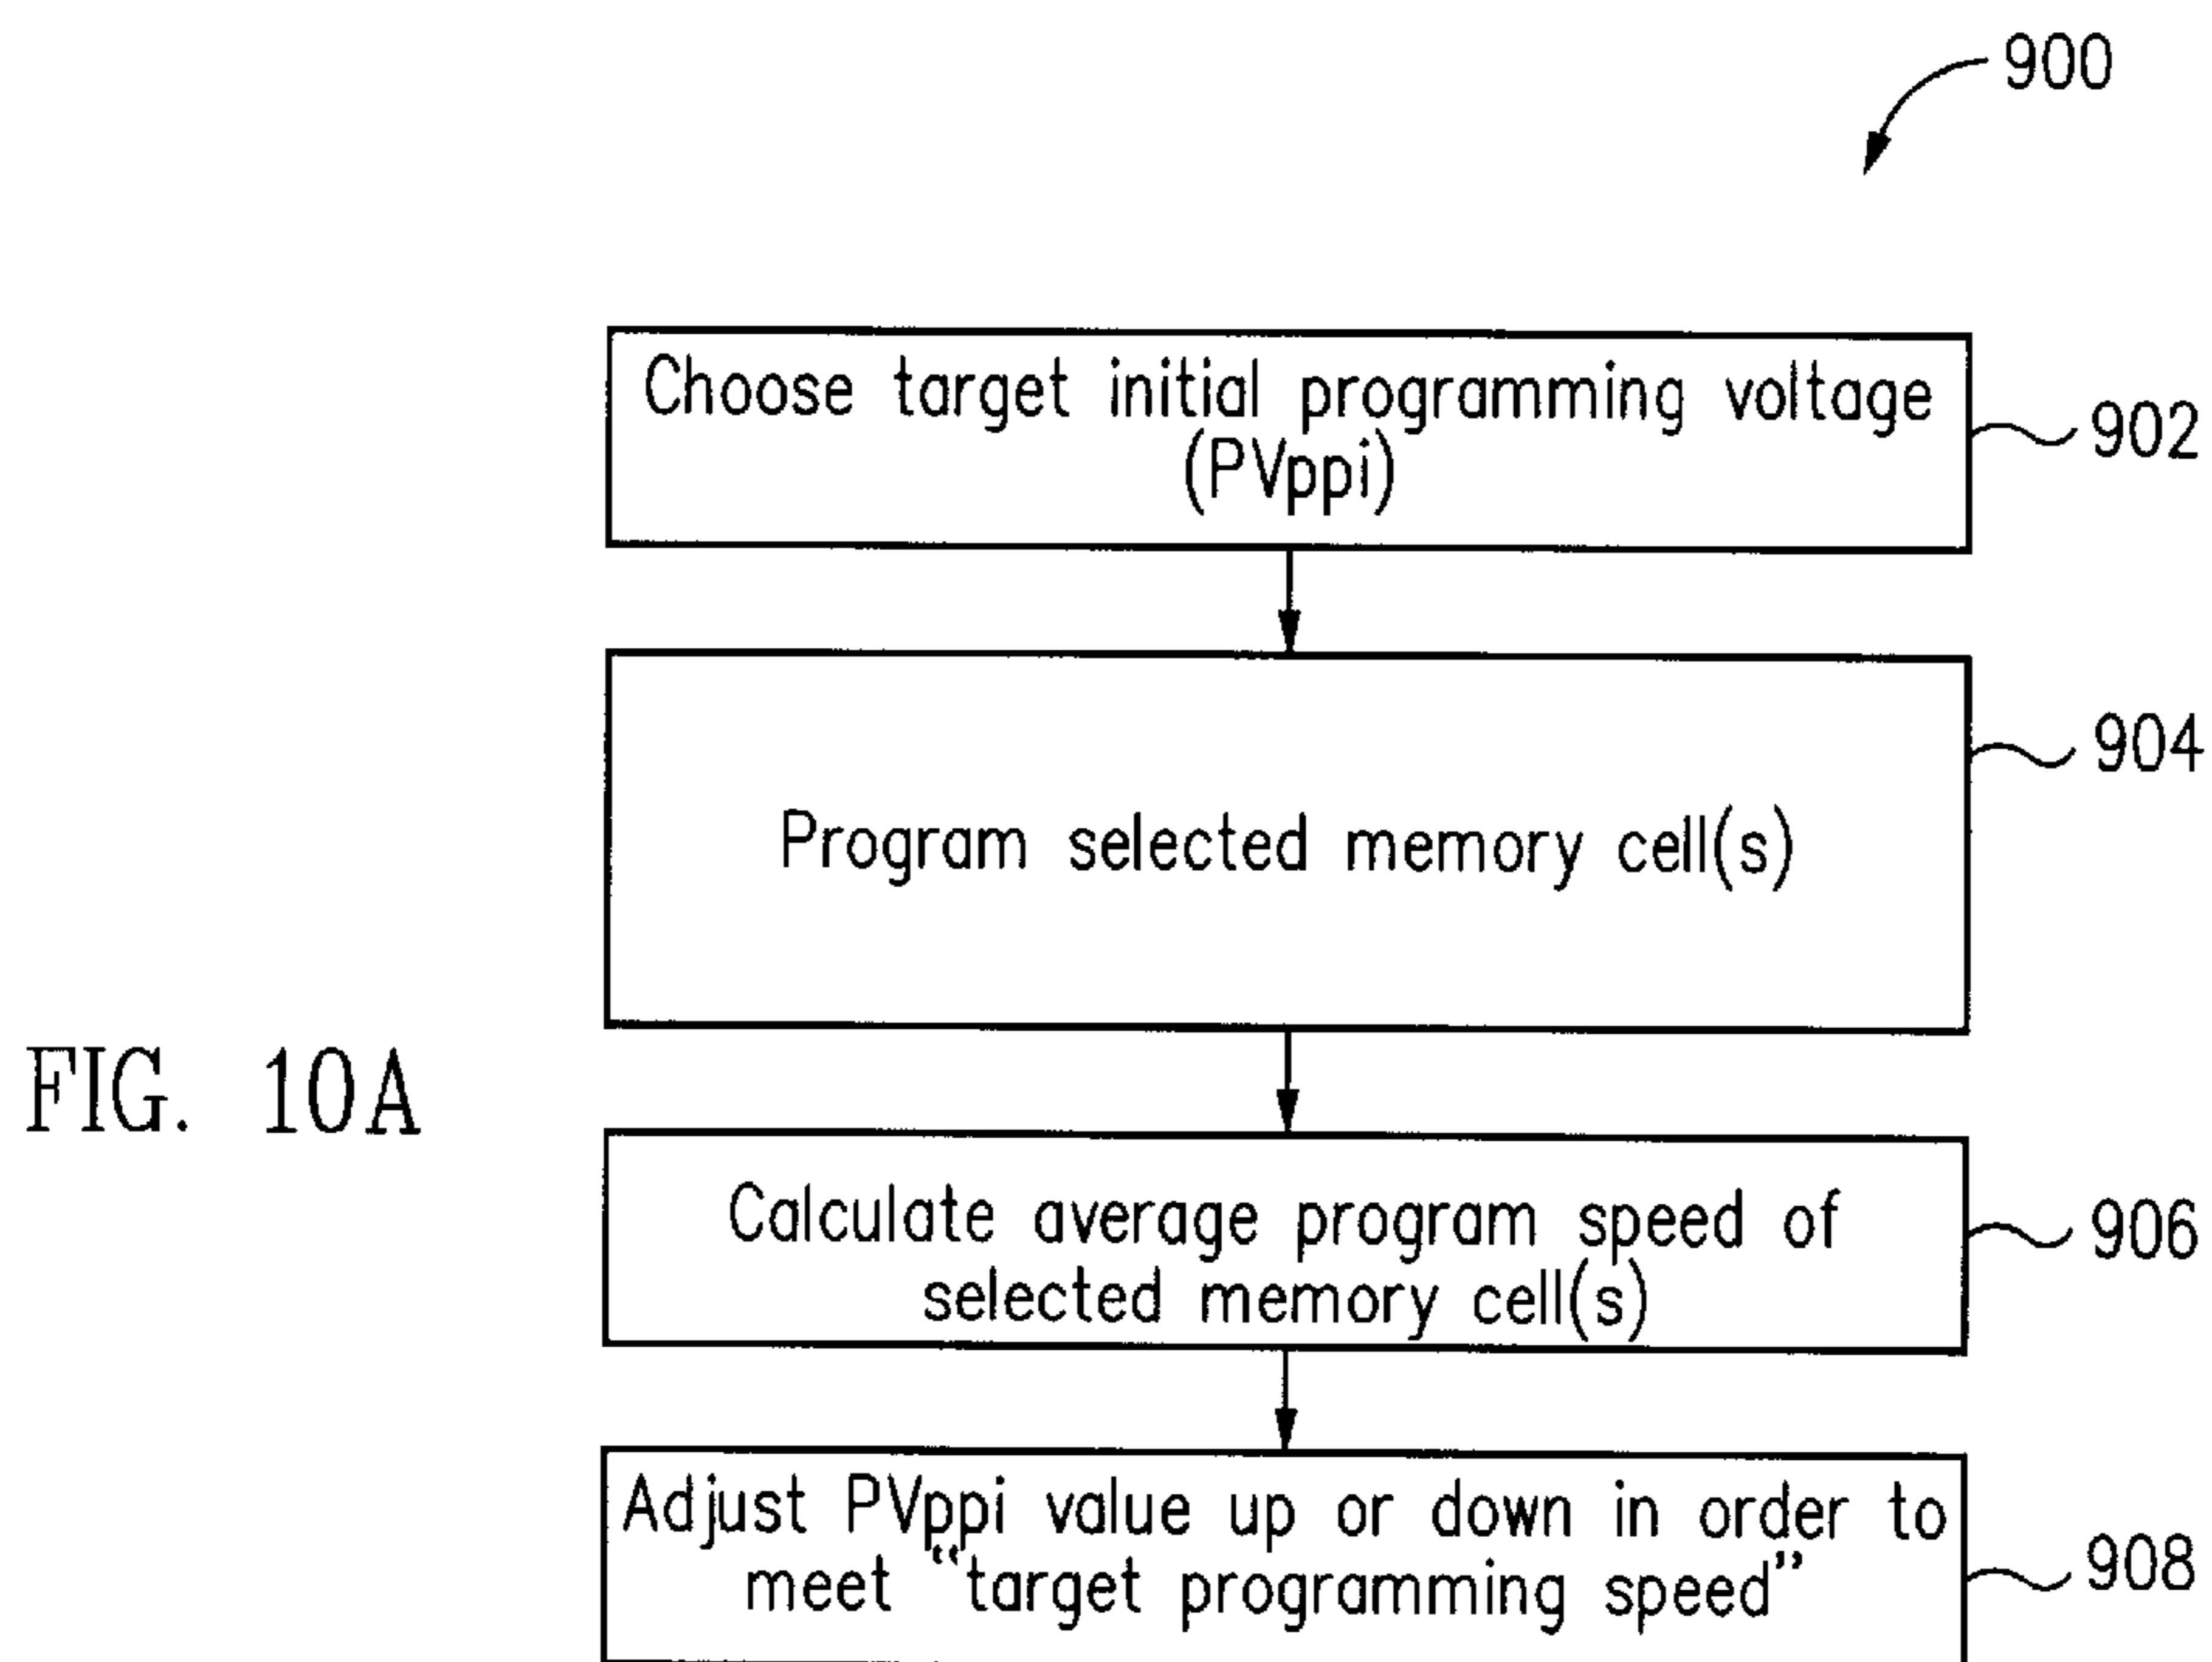 900
Choose target initial programming voltage
(PVppi)
902
Program selected memory cell(s)
904
FIG. 10A
Calculate average program speed of
selected memory cell(s)
906
Adjust PVppi value up or down in order to
meet “target programming speed”
908